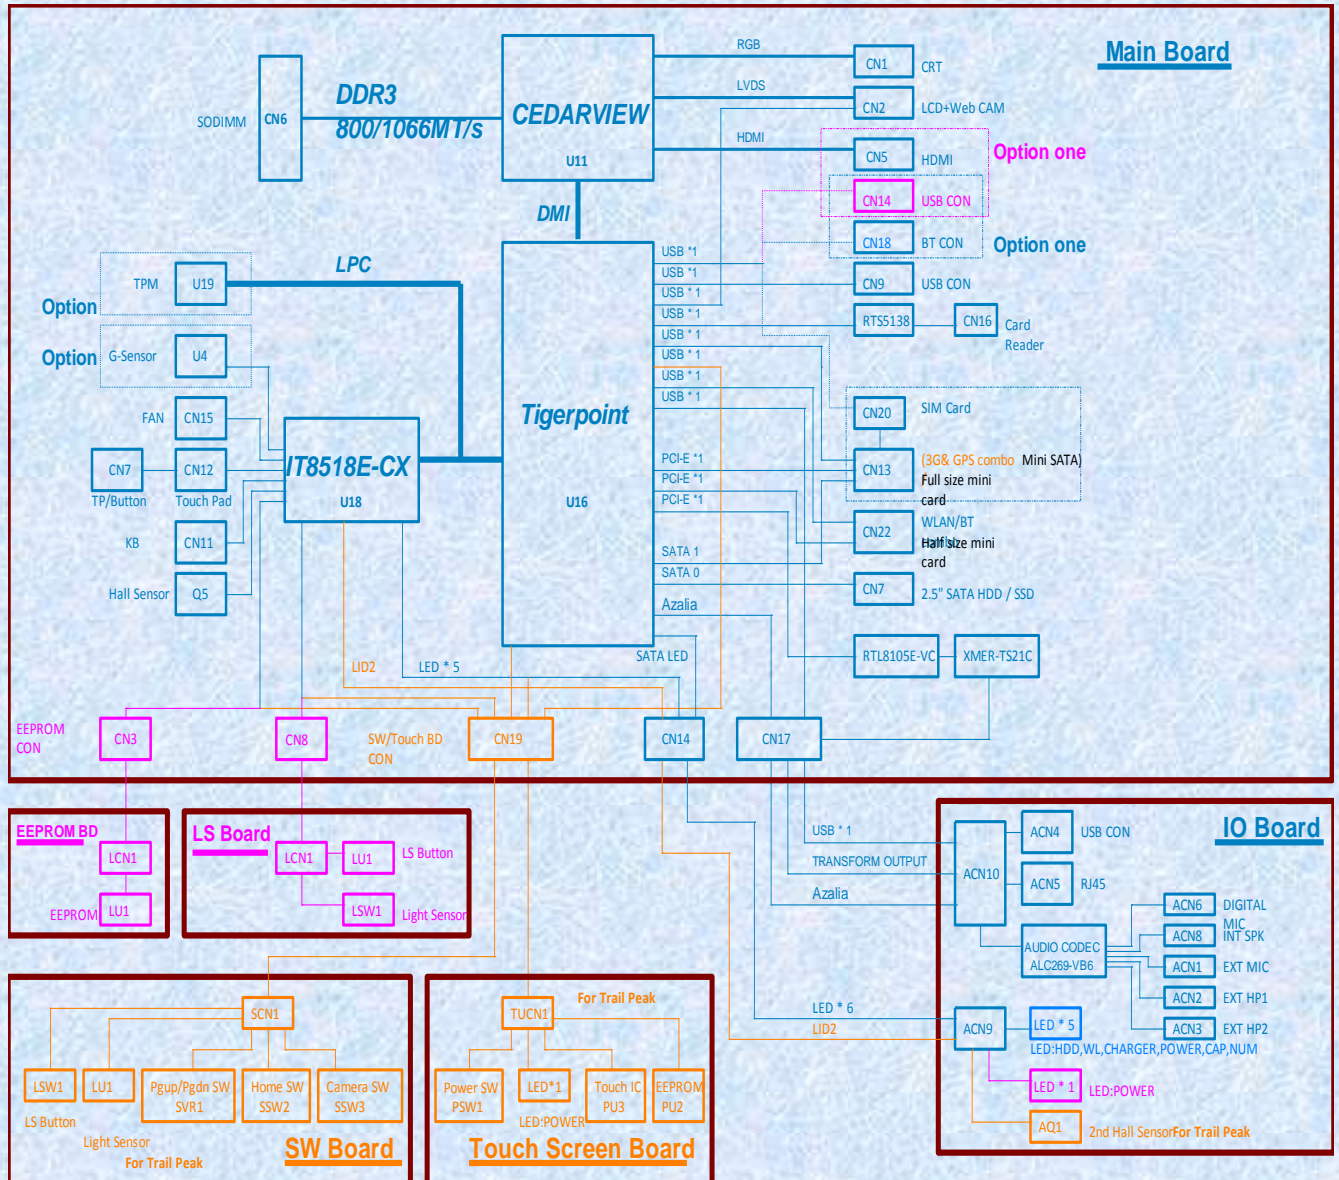 Main Board
RGB
CN1
CRT
DDR3
800/1066MT/s
SODIMM
CN6
CEDARVIEW
U11
LVDS
CN2
LCD+Web CAM
HDMI
CN5
HDMI
Option one
CN14
USB CON
DMI
CN18
BT CON
Option one
USB *1
USB *1
CN9
USB CON
USB * 1
USB * 1
RTS5138
CN16
Card
Reader
USB * 1
USB * 1
USB * 1
USB * 1
LPC
TPM
U19
Option
G-Sensor
U4
Option
FAN
CN15
CN7
CN12
TP/Button
Touch Pad
IT8518E-CX
U18
KB
CN11
Hall Sensor
Q5
Tigerpoint
U16
CN20
SIM Card
PCI-E *1
PCI-E *1
PCI-E *1
CN13
(3G& GPS combo
Mini SATA)
Full size mini
card
CN22
WLAN/BT
Half size mini
card
SATA 1
SATA 0
CN7
2.5" SATA HDD / SSD
Azalia
SATA LED
RTL8105E-VC
XMER-TS21C
LID2
LED * 5
EEPROM
CON
CN3
CN8
SW/Touch BD
CON
CN19
CN14
CN17
EEPROM BD
LCN1
EEPROM
LU1
LS Board
LCN1
LU1
LS Button
LSW1
Light Sensor
IO Board
USB * 1
TRANSFORM OUTPUT
Azalia
ACN10
ACN4
USB CON
ACN5
RJ45
AUDIO CODEC
ALC269-VB6
ACN6
DIGITAL
MIC
ACN8
INT SPK
ACN1
EXT MIC
ACN2
EXT HP1
ACN3
EXT HP2
LED * 6
LID2
ACN9
LED * 5
LED:HDD,WL,CHARGER,POWER,CAP,NUM
LED * 1
LED:POWER
AQ1
2nd Hall Sensor
For Trail Peak
SCN1
LSW1
LU1
Pgup/Pgdn SW
SVR1
Home SW
SSW2
Camera SW
SSW3
LS Button
Light Sensor
For Trail Peak
SW Board
For Trail Peak
TUCN1
Power SW
PSW1
LED*1
Touch IC
PU3
EEPROM
PU2
LED:POWER
Touch Screen Board